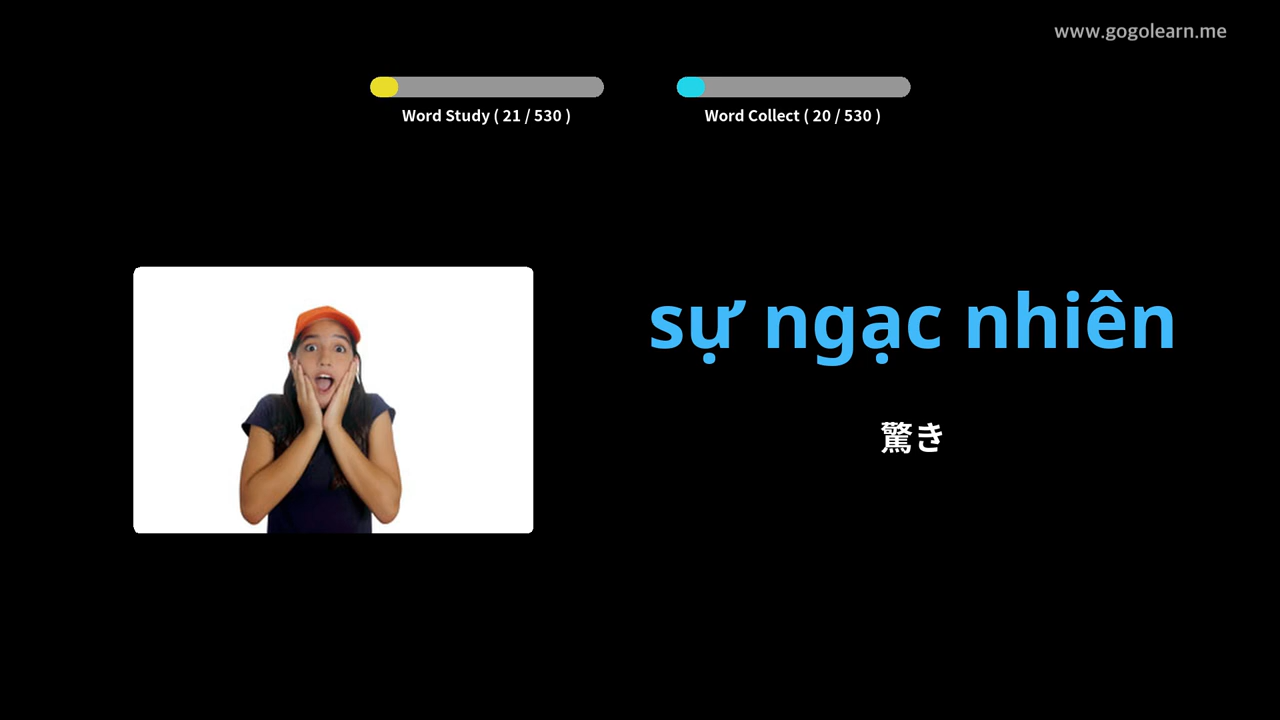 www.gogolearn.me
Word Study ( 21 / 530 )
Word Collect ( 20 / 530 )
sự ngạc nhiên
驚き